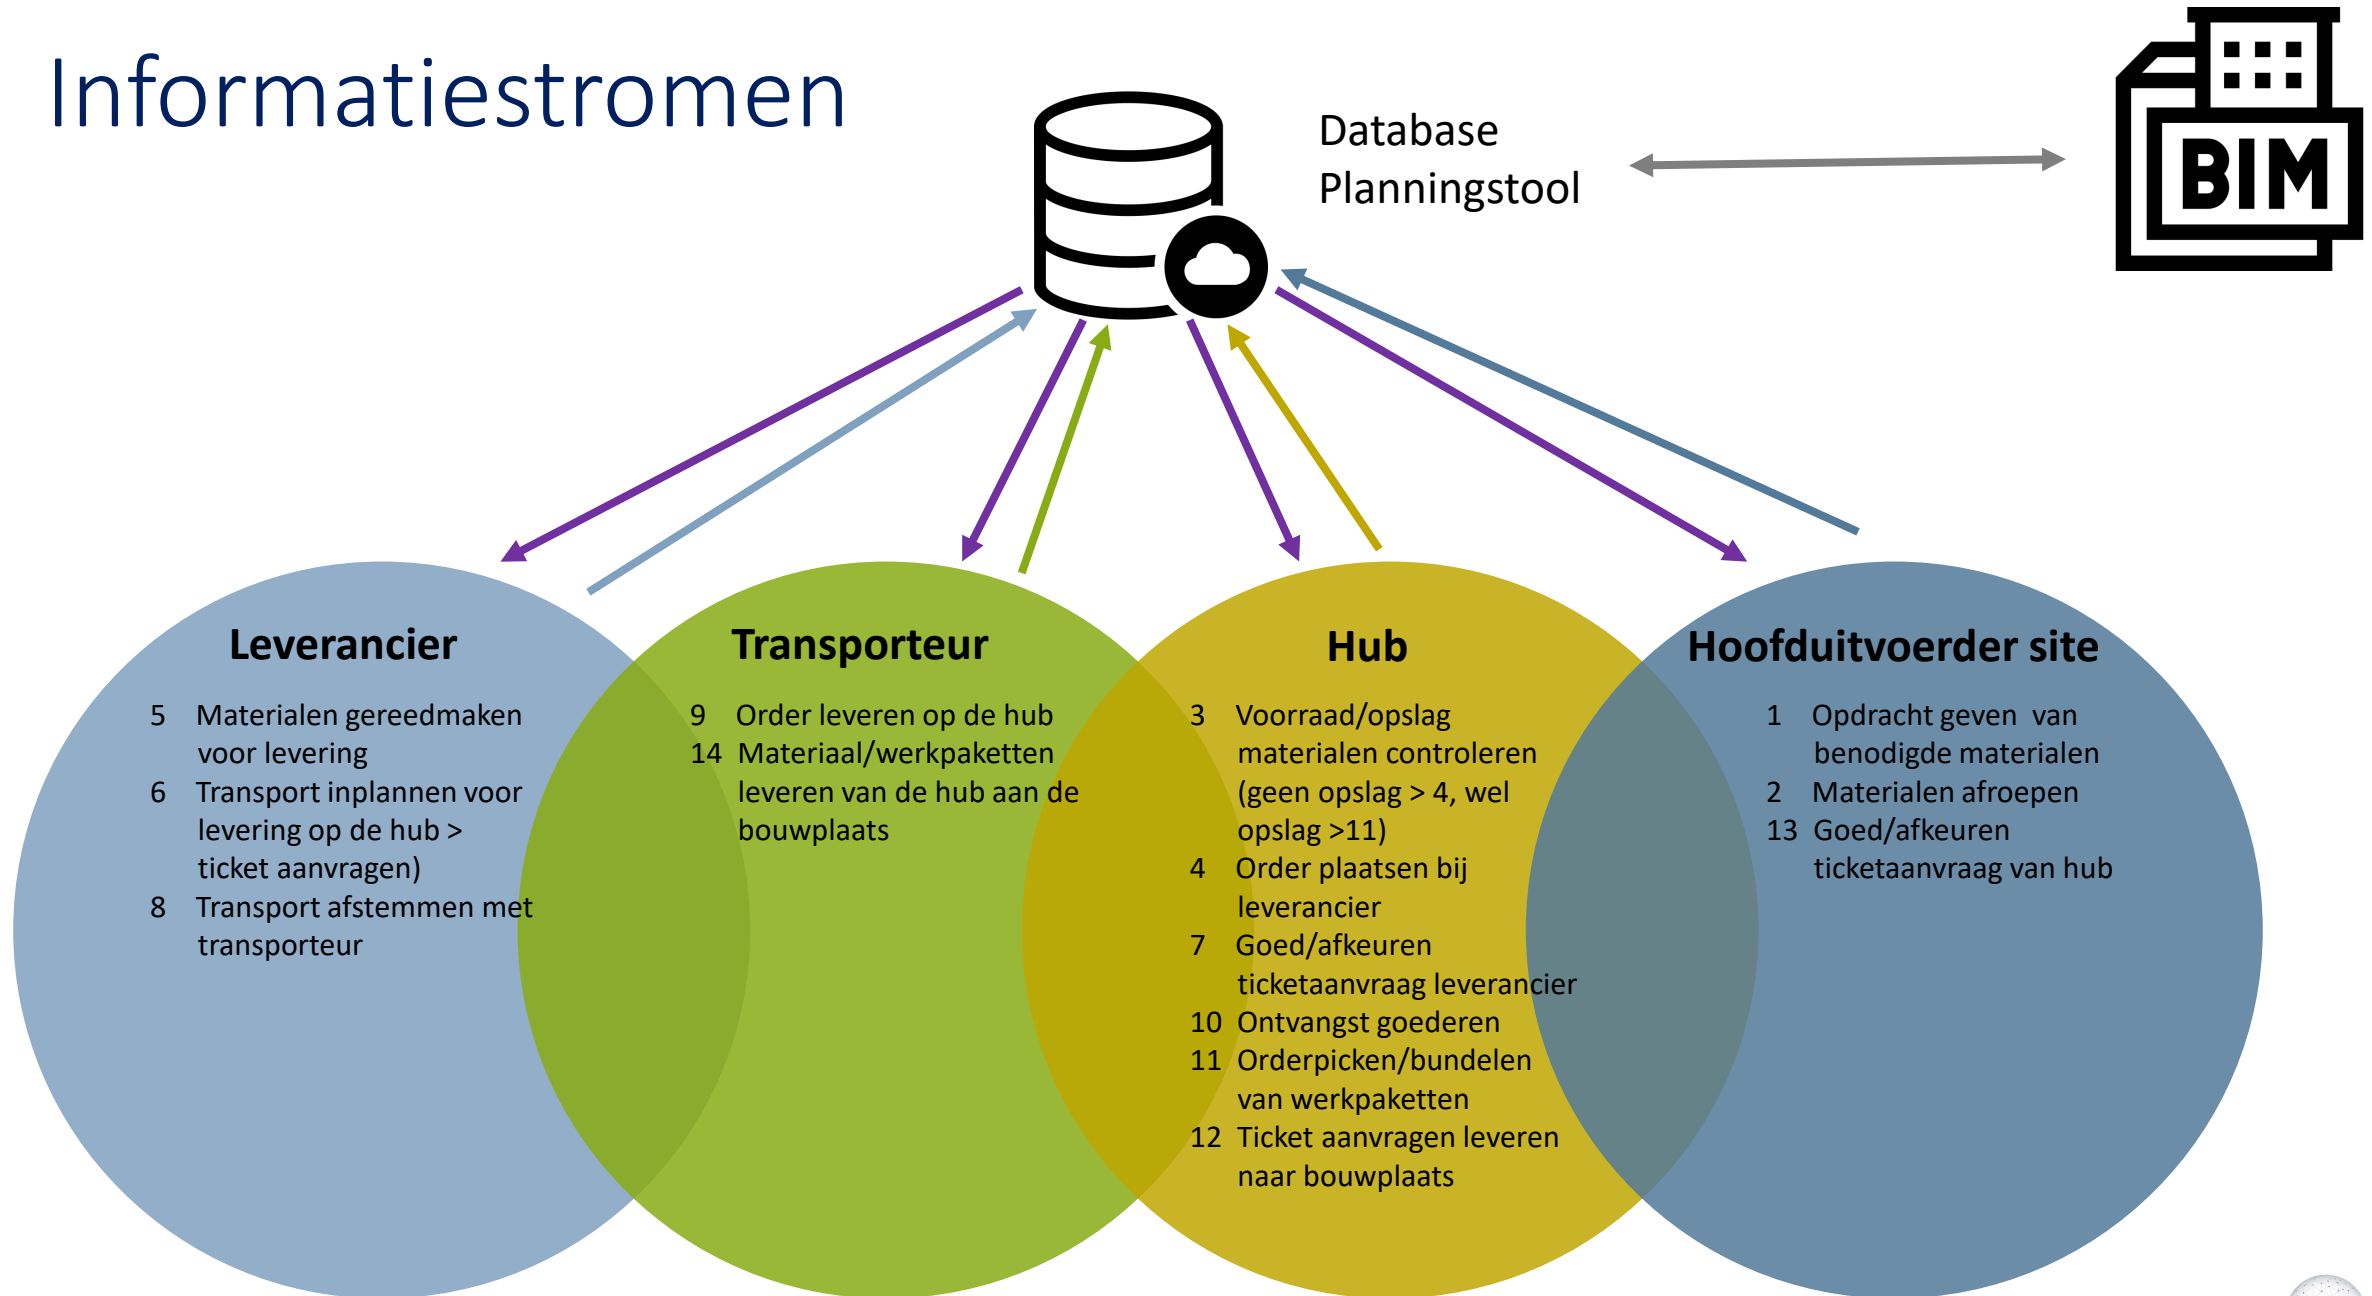 Informatiestromen
Database
Planningstool
BIM
Leverancier
5 Materialen gereedmaken
voor levering
6 Transport inplannen voor
levering op de hub >
ticket aanvragen)
8 Transport afstemmen met
transporteur
Transporteur
9 Order leveren op de hub
14 Materiaal/werkpaketten
leveren van de hub aan de
bouwplaats
Hub
3 Voorraad/opslag
materialen controleren
(geen opslag > 4, wel
opslag >11)
4 Order plaatsen bij
leverancier
7 Goed/afkeuren
ticketaanvraag leverancier
10 Ontvangst goederen
11 Orderpicken/bundelen
van werkpaketten
12 Ticket aanvragen leveren
naar bouwplaats
Hoofduitvoerder site
1 Opdracht geven van
benodigde materialen
2 Materialen afroepen
13 Goed/afkeuren
ticketaanvraag van hub